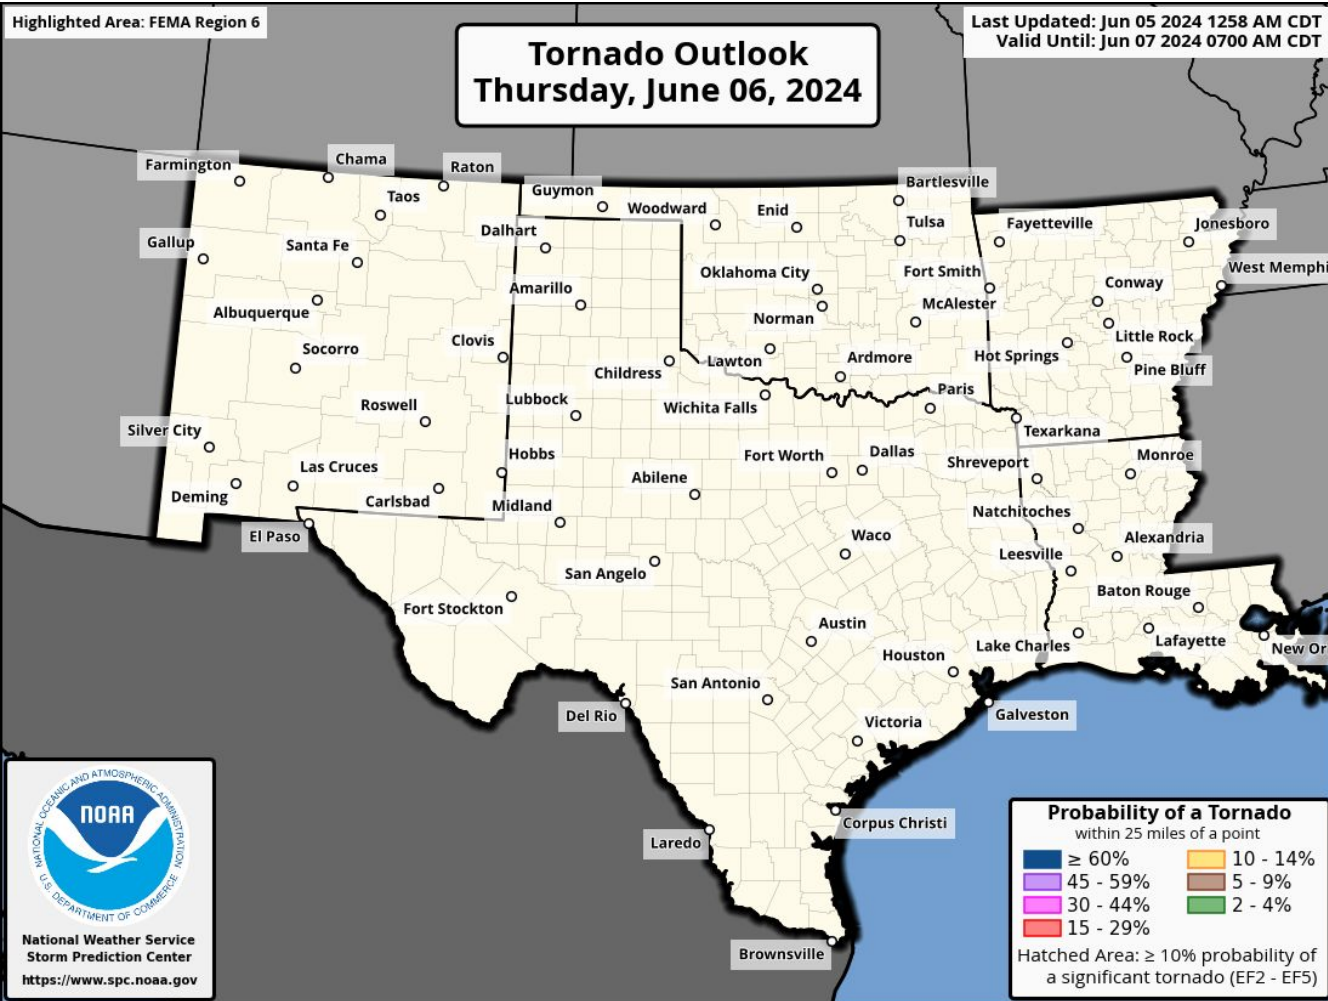 Highlighted Area: FEMA Region 6
Last Updated: Jun 05 2024 1258 AM CDT
Valid Until: Jun 07 2024 0700 AM CDT
Tornado Outlook
Thursday, June 06, 2024
Farmington
Chama
Raton
Taos
Guymon
Woodward
Enid
Bartlesville
Tulsa
Fayetteville
Jonesboro
Gallup
Santa Fe
Dalhart
Oklahoma City
Fort Smith
West Memphi
Amarillo
McAlester
Conway
Albuquerque
Norman
Socorro
Clovis
Childress
Lawton
Ardmore
Hot Springs
Little Rock
Pine Bluff
Roswell
Lubbock
Wichita Falls
Paris
Silver City
Texarkana
Las Cruces
Hobbs
Fort Worth
Dallas
Shreveport
Monroe
Deming
Carlsbad
Midland
Abilene
Natchitoches
El Paso
Waco
Leesville
Alexandria
San Angelo
Baton Rouge
Fort Stockton
Austin
Houston
Lake Charles
Lafayette
New Or
San Antonio
Del Rio
Victoria
Galveston
Laredo
Corpus Christi
Brownsville
NATIONAL OCEANIC AND ATMOSPHERIC ADMINISTRATION
NOAA
U.S. DEPARTMENT OF COMMERCE
National Weather Service
Storm Prediction Center
https://www.spc.noaa.gov
Probability of a Tornado
within 25 miles of a point
≥ 60%
10 - 14%
45 - 59%
5 - 9%
30 - 44%
2 - 4%
15 - 29%
Hatched Area: ≥ 10% probability of
a significant tornado (EF2 - EF5)